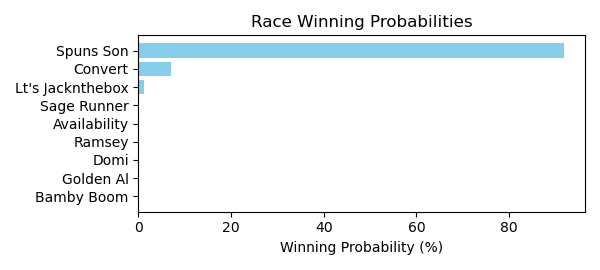 Race Winning Probabilities
Spuns Son
Convert
Lt's Jacknthebox
Sage Runner
Availability
Ramsey
Domi
Golden Al
Bamby Boom
0 20 40 60 80
Winning Probability (%)